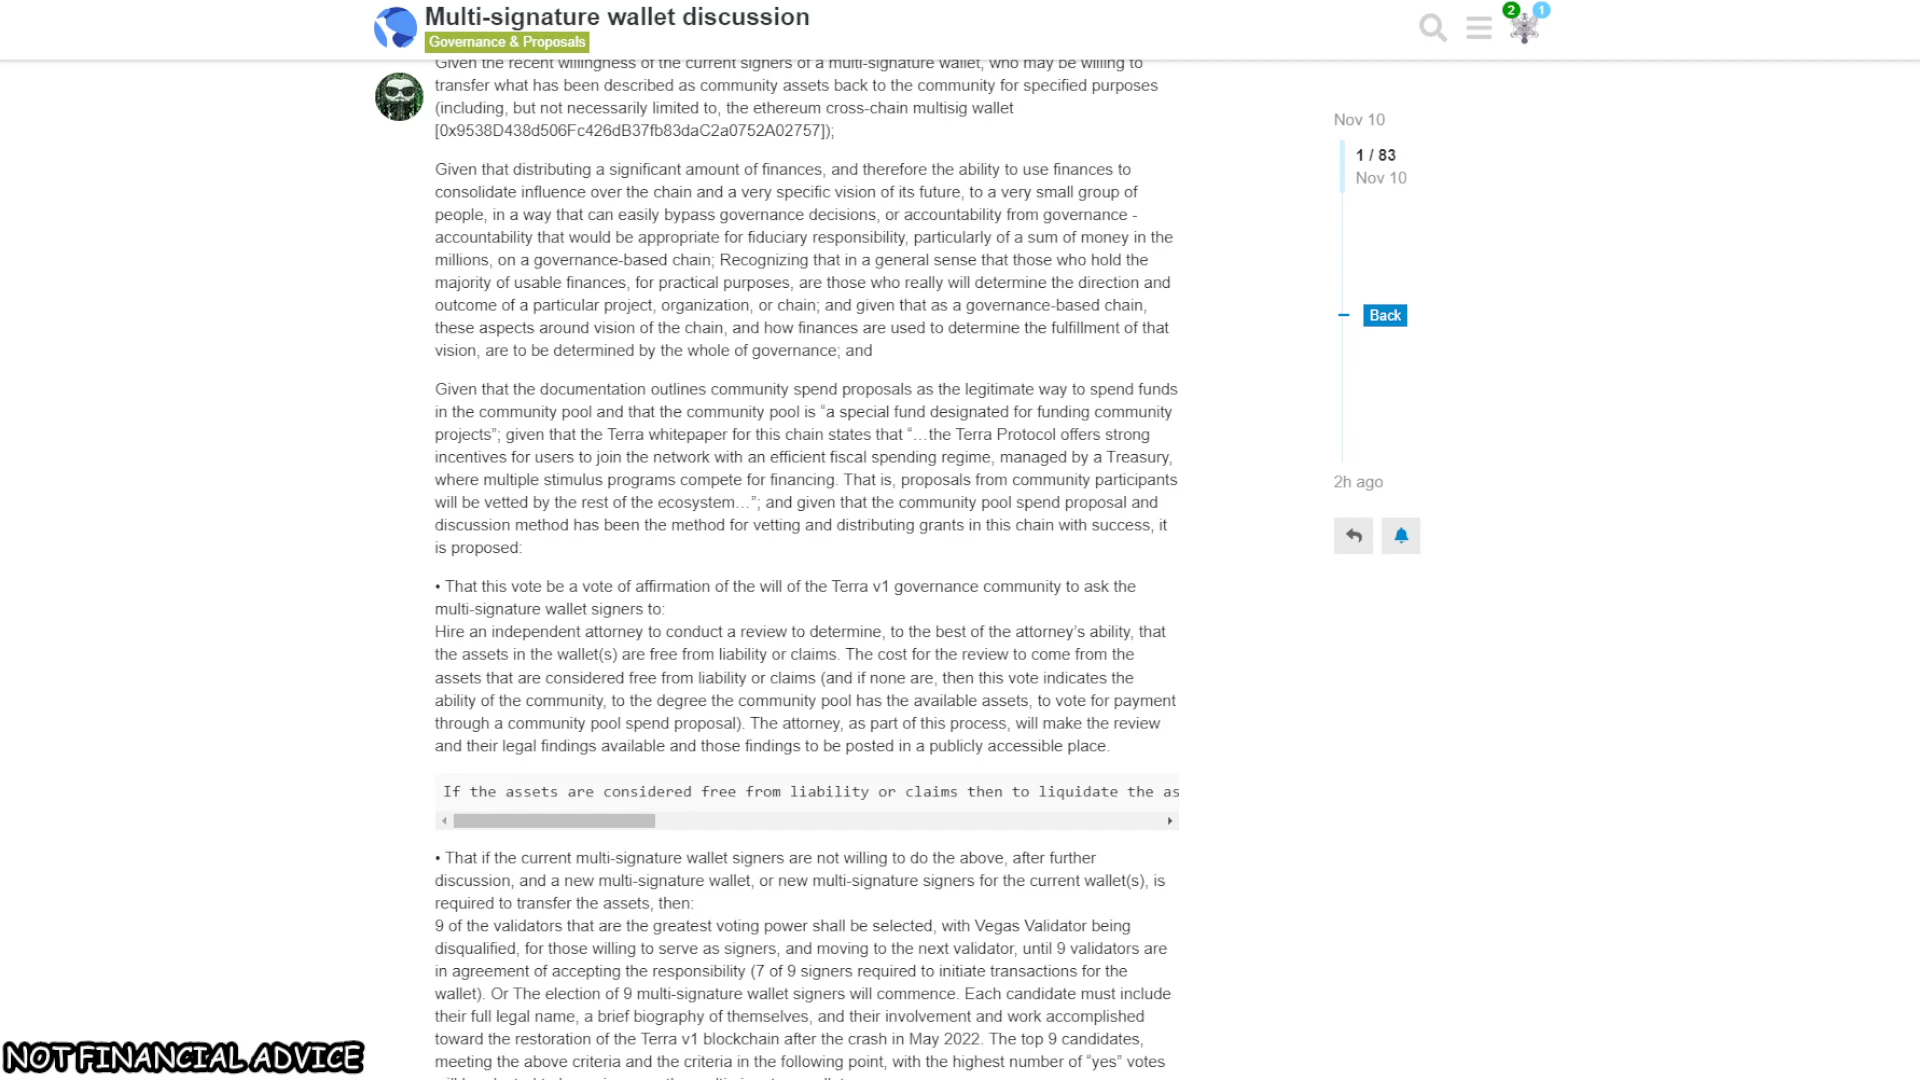 Multi-signature wallet discussion
Governance & Proposals
2
1
Given the recent willingness of the current signers of a multi-signature wallet, who may be willing to
transfer what has been described as community assets back to the community for specified purposes
(including, but not necessarily limited to, the ethereum cross-chain multisig wallet
[0x9538D438d506Fc426dB37fb83daC2a0752A02757]);
Given that distributing a significant amount of finances, and therefore the ability to use finances to
consolidate influence over the chain and a very specific vision of its future, to a very small group of
people, in a way that can easily bypass governance decisions, or accountability from governance -
accountability that would be appropriate for fiduciary responsibility, particularly of a sum of money in the
millions, on a governance-based chain; Recognizing that in a general sense that those who hold the
majority of usable finances, for practical purposes, are those who really will determine the direction and
outcome of a particular project, organization, or chain; and given that as a governance-based chain,
these aspects around vision of the chain, and how finances are used to determine the fulfillment of that
vision, are to be determined by the whole of governance; and
Given that the documentation outlines community spend proposals as the legitimate way to spend funds
in the community pool and that the community pool is “a special fund designated for funding community
projects”; given that the Terra whitepaper for this chain states that “…the Terra Protocol offers strong
incentives for users to join the network with an efficient fiscal spending regime, managed by a Treasury,
where multiple stimulus programs compete for financing. That is, proposals from community participants
will be vetted by the rest of the ecosystem…”; and given that the community pool spend proposal and
discussion method has been the method for vetting and distributing grants in this chain with success, it
is proposed:
• That this vote be a vote of affirmation of the will of the Terra v1 governance community to ask the
multi-signature wallet signers to:
Hire an independent attorney to conduct a review to determine, to the best of the attorney’s ability, that
the assets in the wallet(s) are free from liability or claims. The cost for the review to come from the
assets that are considered free from liability or claims (and if none are, then this vote indicates the
ability of the community, to the degree the community pool has the available assets, to vote for payment
through a community pool spend proposal). The attorney, as part of this process, will make the review
and their legal findings available and those findings to be posted in a publicly accessible place.
If the assets are considered free from liability or claims then to liquidate the as
• That if the current multi-signature wallet signers are not willing to do the above, after further
discussion, and a new multi-signature wallet, or new multi-signature signers for the current wallet(s), is
required to transfer the assets, then:
9 of the validators that are the greatest voting power shall be selected, with Vegas Validator being
disqualified, for those willing to serve as signers, and moving to the next validator, until 9 validators are
in agreement of accepting the responsibility (7 of 9 signers required to initiate transactions for the
wallet). Or The election of 9 multi-signature wallet signers will commence. Each candidate must include
their full legal name, a brief biography of themselves, and their involvement and work accomplished
toward the restoration of the Terra v1 blockchain after the crash in May 2022. The top 9 candidates,
meeting the above criteria and the criteria in the following point, with the highest number of “yes” votes
Nov 10
1 / 83
Nov 10
Back
2h ago
NOT FINANCIAL ADVICE